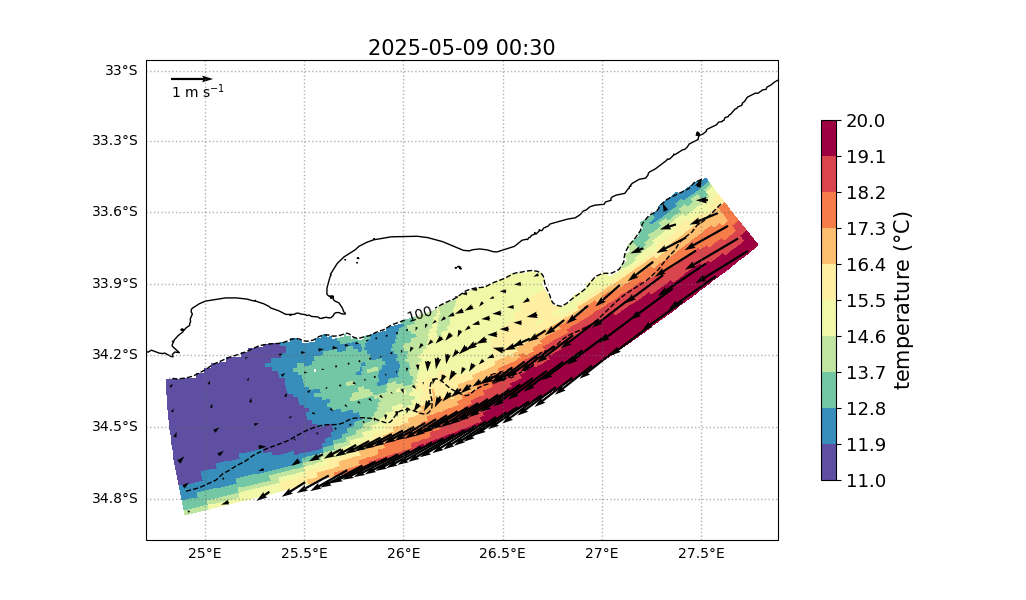 2025-05-09 00:30
1 m s⁻¹
33°S
33.3°S
33.6°S
33.9°S
34.2°S
34.5°S
34.8°S
25°E
25.5°E
26°E
26.5°E
27°E
27.5°E
100
20.0
19.1
18.2
17.3
16.4
15.5
14.6
13.7
12.8
11.9
11.0
temperature (°C)